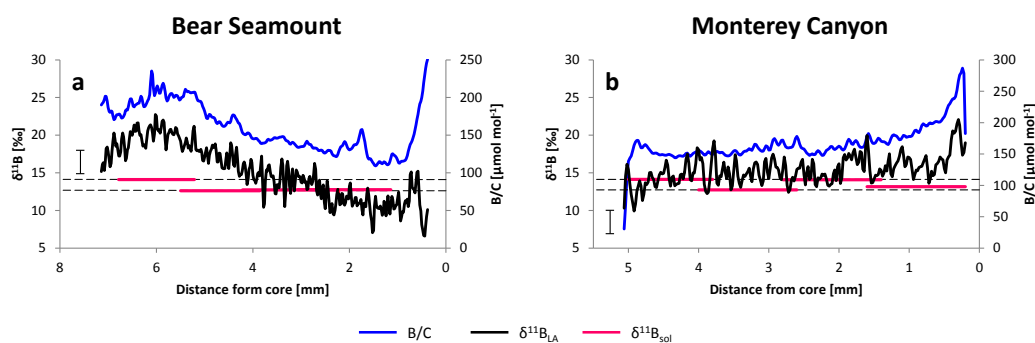 Bear Seamount
Monterey Canyon
a
b
δ¹¹B [‰]
30
25
20
15
10
5
B/C [µmol mol⁻¹]
250
200
150
100
50
0
8
6
4
2
0
Distance form core [mm]
δ¹¹B [‰]
30
25
20
15
10
5
B/C [µmol mol⁻¹]
300
250
200
150
100
50
0
5
4
3
2
1
0
Distance from core [mm]
B/C
δ¹¹B_LA
δ¹¹B_sol